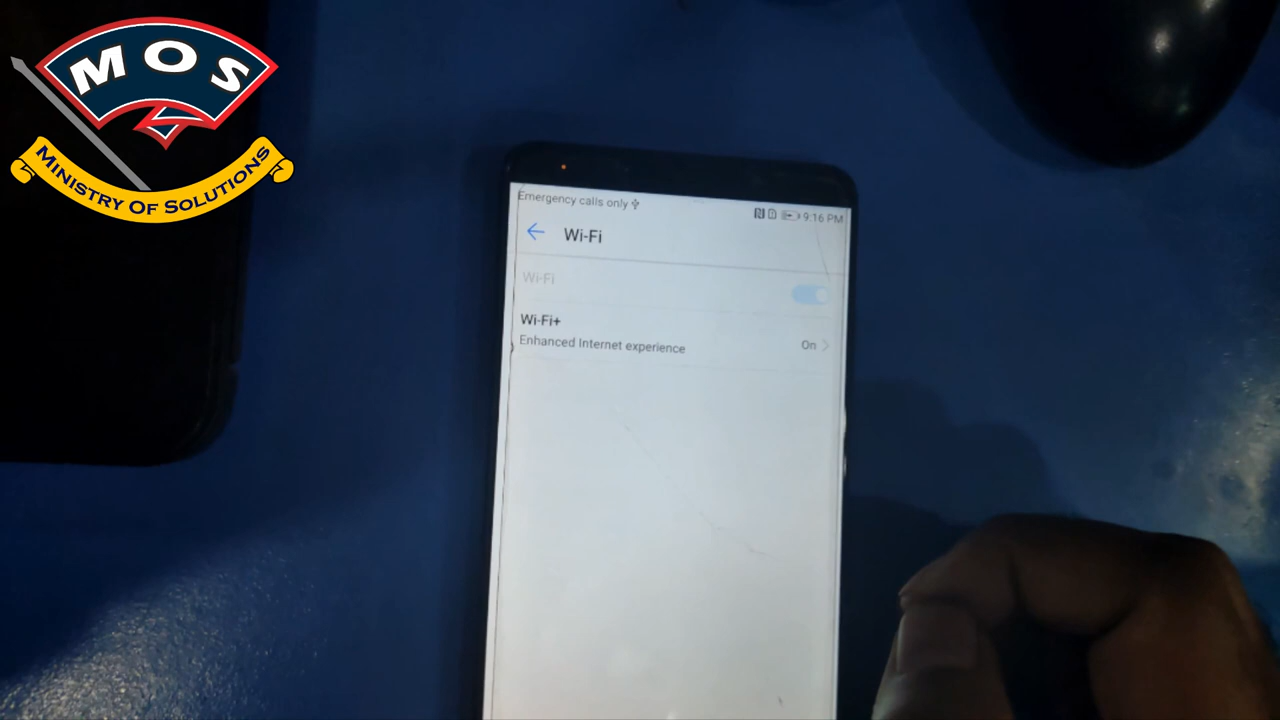 MOS
MINISTRY OF SOLUTIONS
Emergency calls only
9:16 PM
Wi-Fi
Wi-Fi
Wi-Fi+
Enhanced Internet experience
On